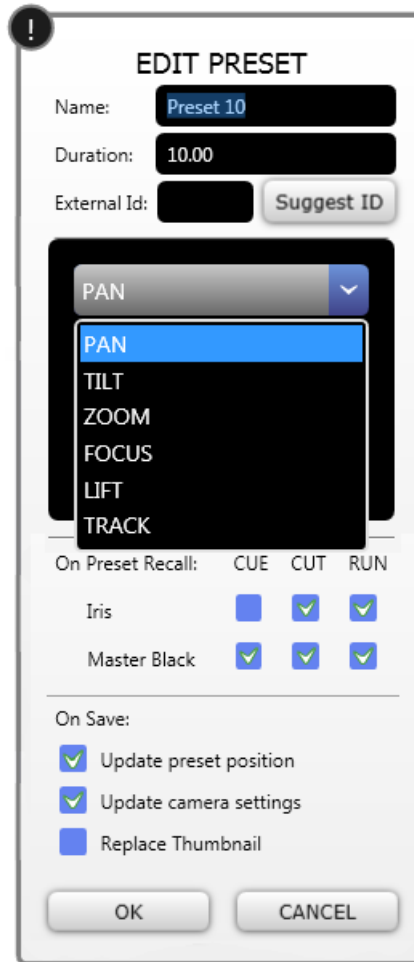 !
EDIT PRESET
Name: Preset 10
Duration: 10.00
External Id: Suggest ID
PAN
PAN
TILT
ZOOM
FOCUS
LIFT
TRACK
On Preset Recall: CUE CUT RUN
Iris
Master Black
On Save:
Update preset position
Update camera settings
Replace Thumbnail
OK CANCEL